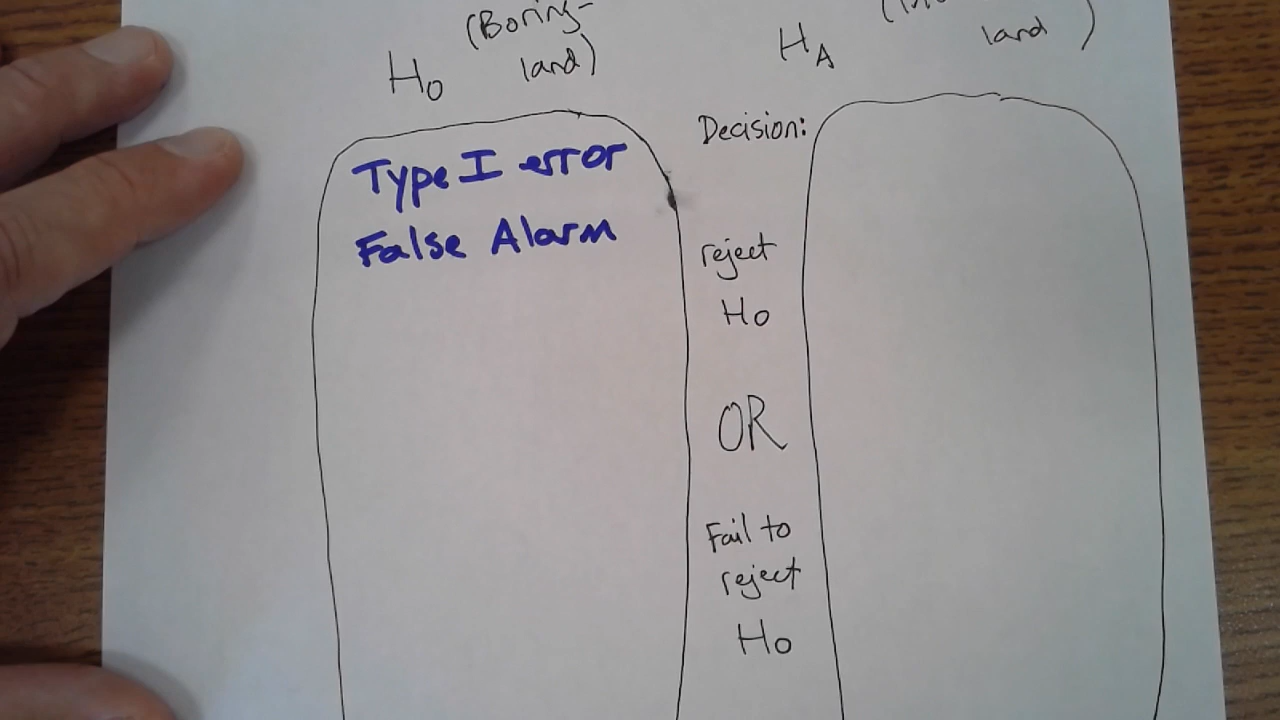 (Boring-
land)
H0
HA
land)
Decision:
Type I error
False Alarm
reject
Ho
OR
Fail to
reject
Ho